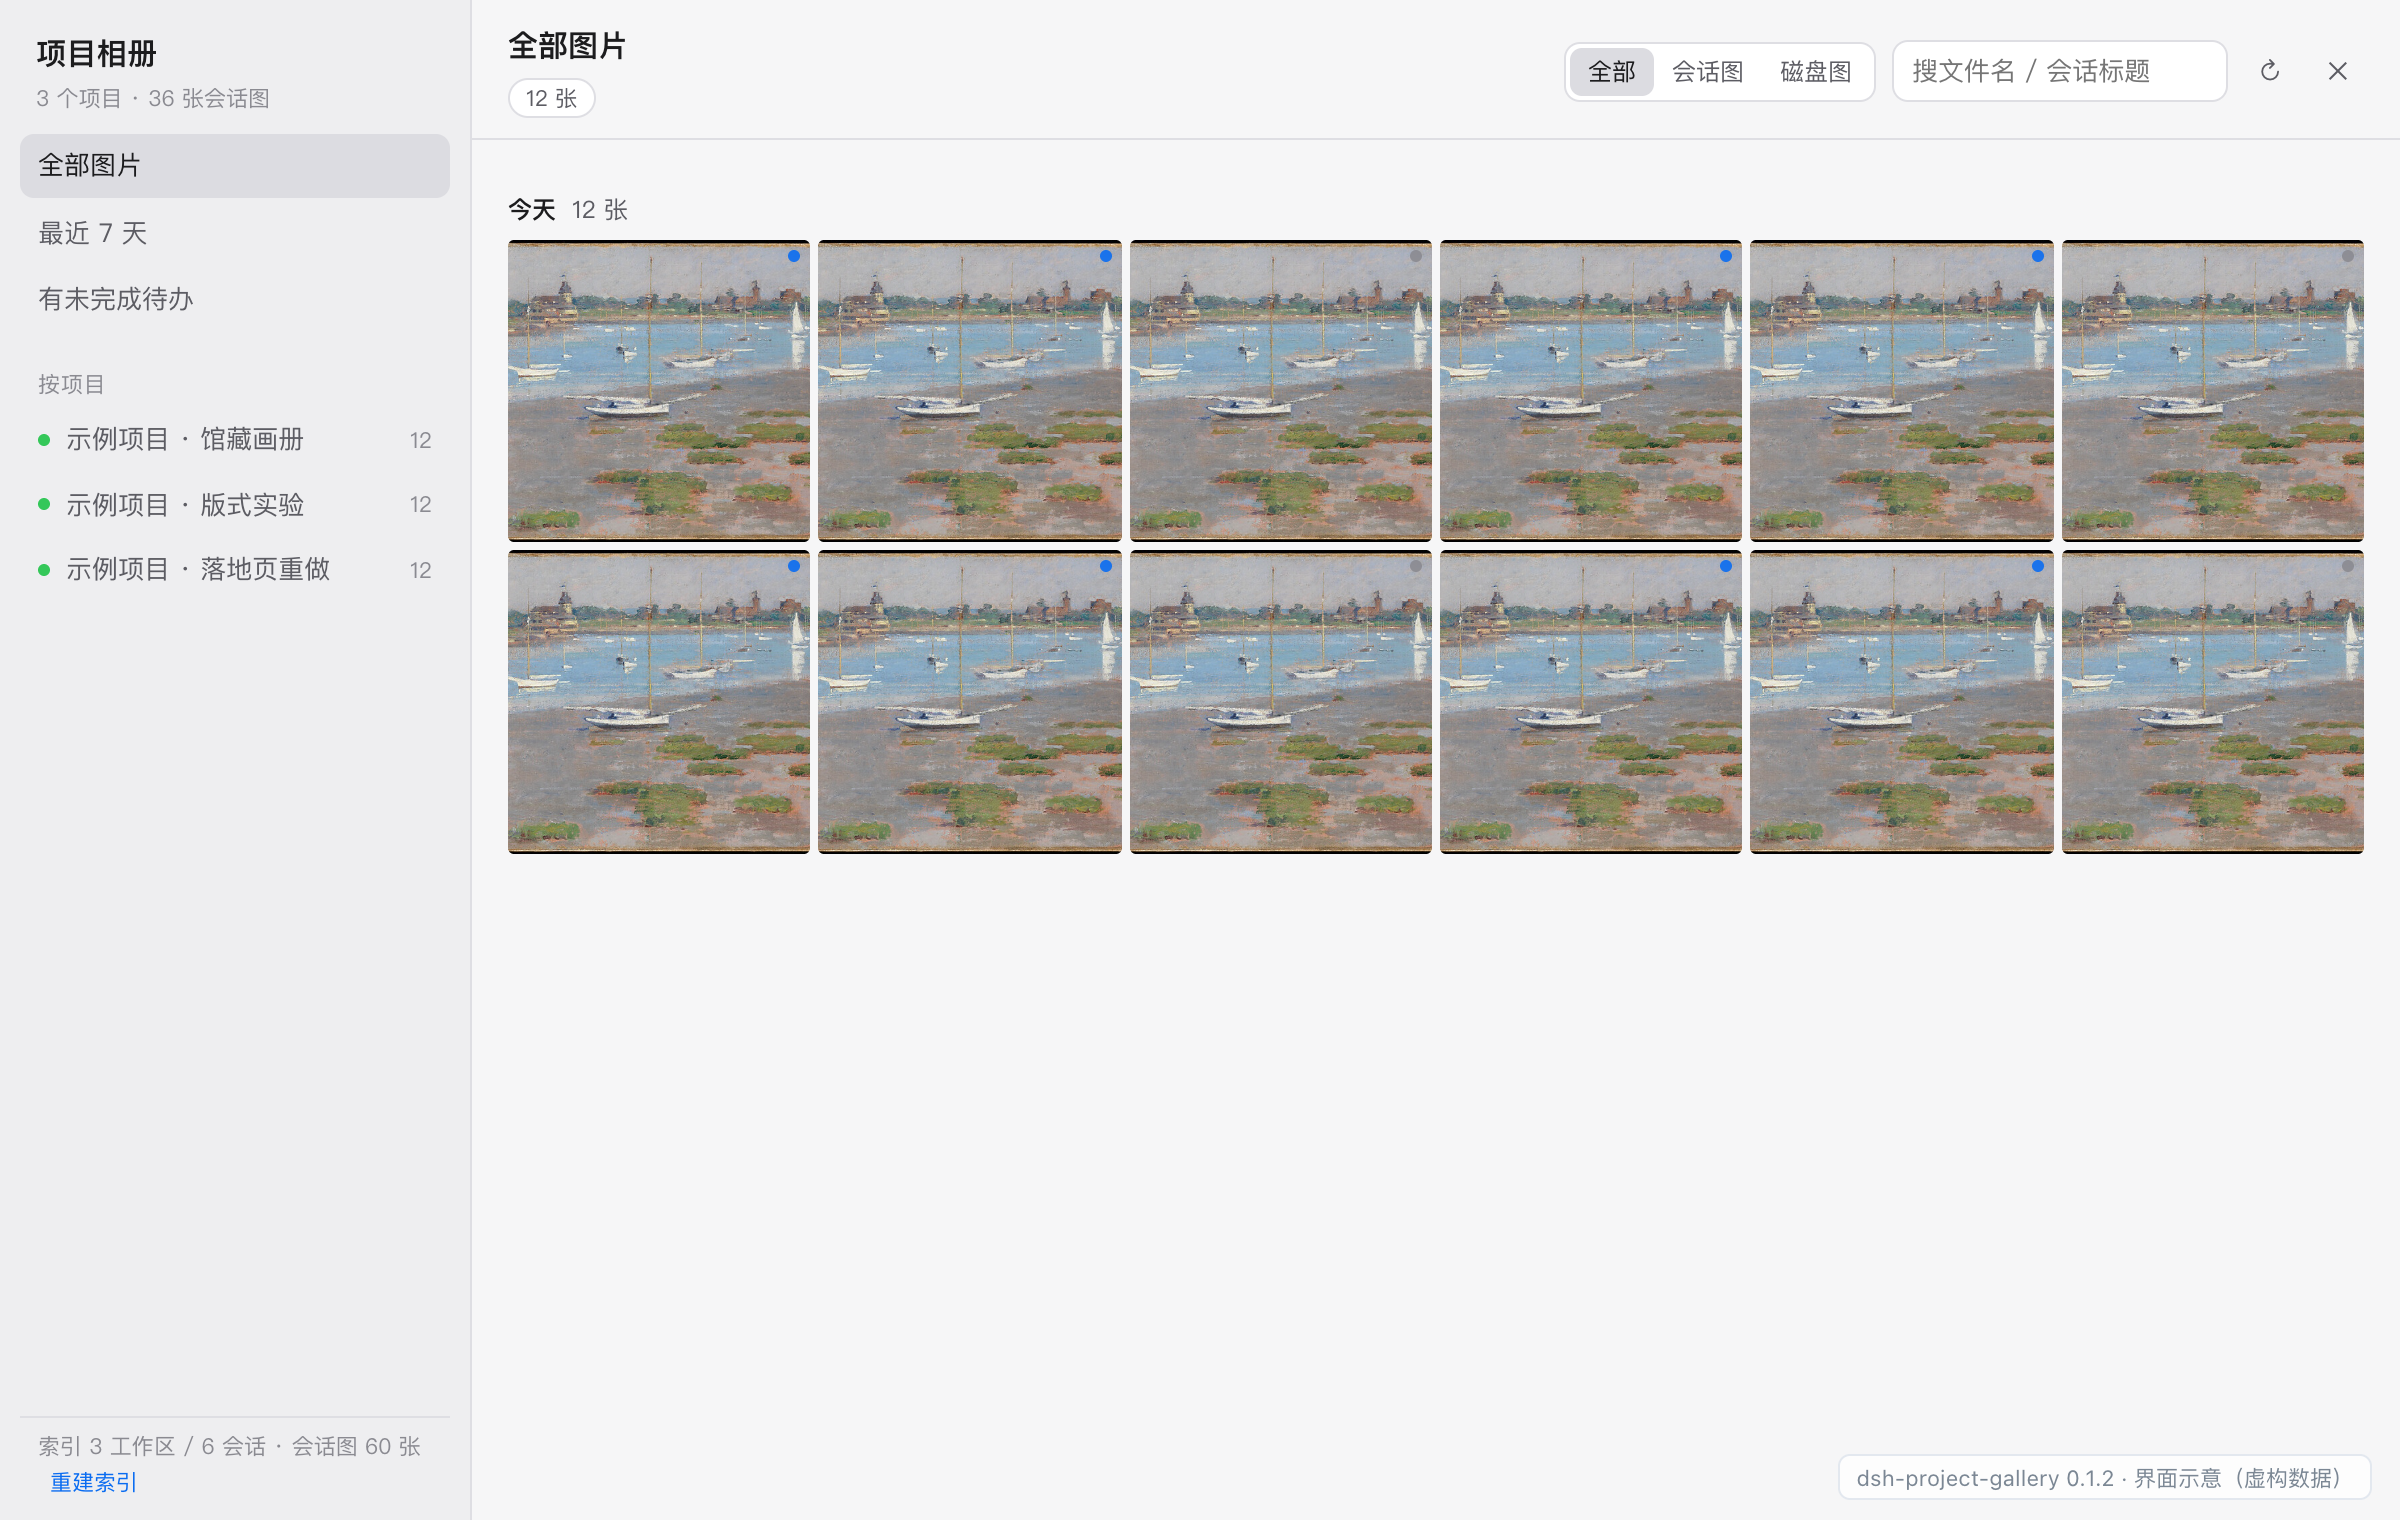 项目相册
3 个项目 · 36 张会话图
全部图片
最近 7 天
有未完成待办
按项目
示例项目 · 馆藏画册 12
示例项目 · 版式实验 12
示例项目 · 落地页重做 12
索引 3 工作区 / 6 会话 · 会话图 60 张
重建索引
全部图片
12 张
全部 会话图 磁盘图
搜文件名 / 会话标题
今天 12 张
dsh-project-gallery 0.1.2 · 界面示意（虚构数据）